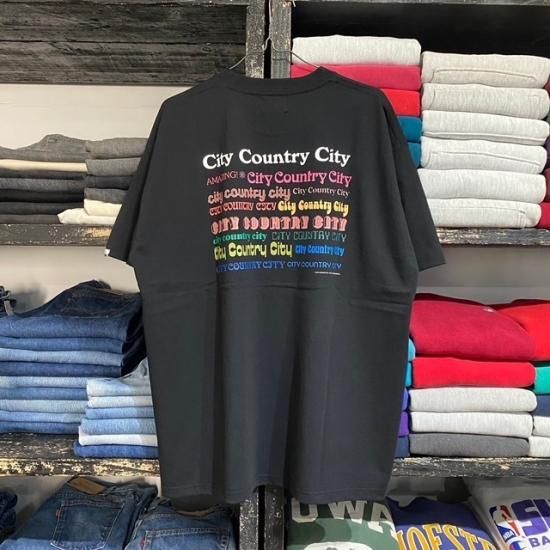 City Country City
AMAZING! ※ City Country City
city country city City Country City
CITY COUNTRY CITY City Country City
CITY COUNTRY CITY
city country city CITY COUNTRY CITY
City Country City City Country City
CITY COUNTRY CITY CITY COUNTRY CITY
NBA